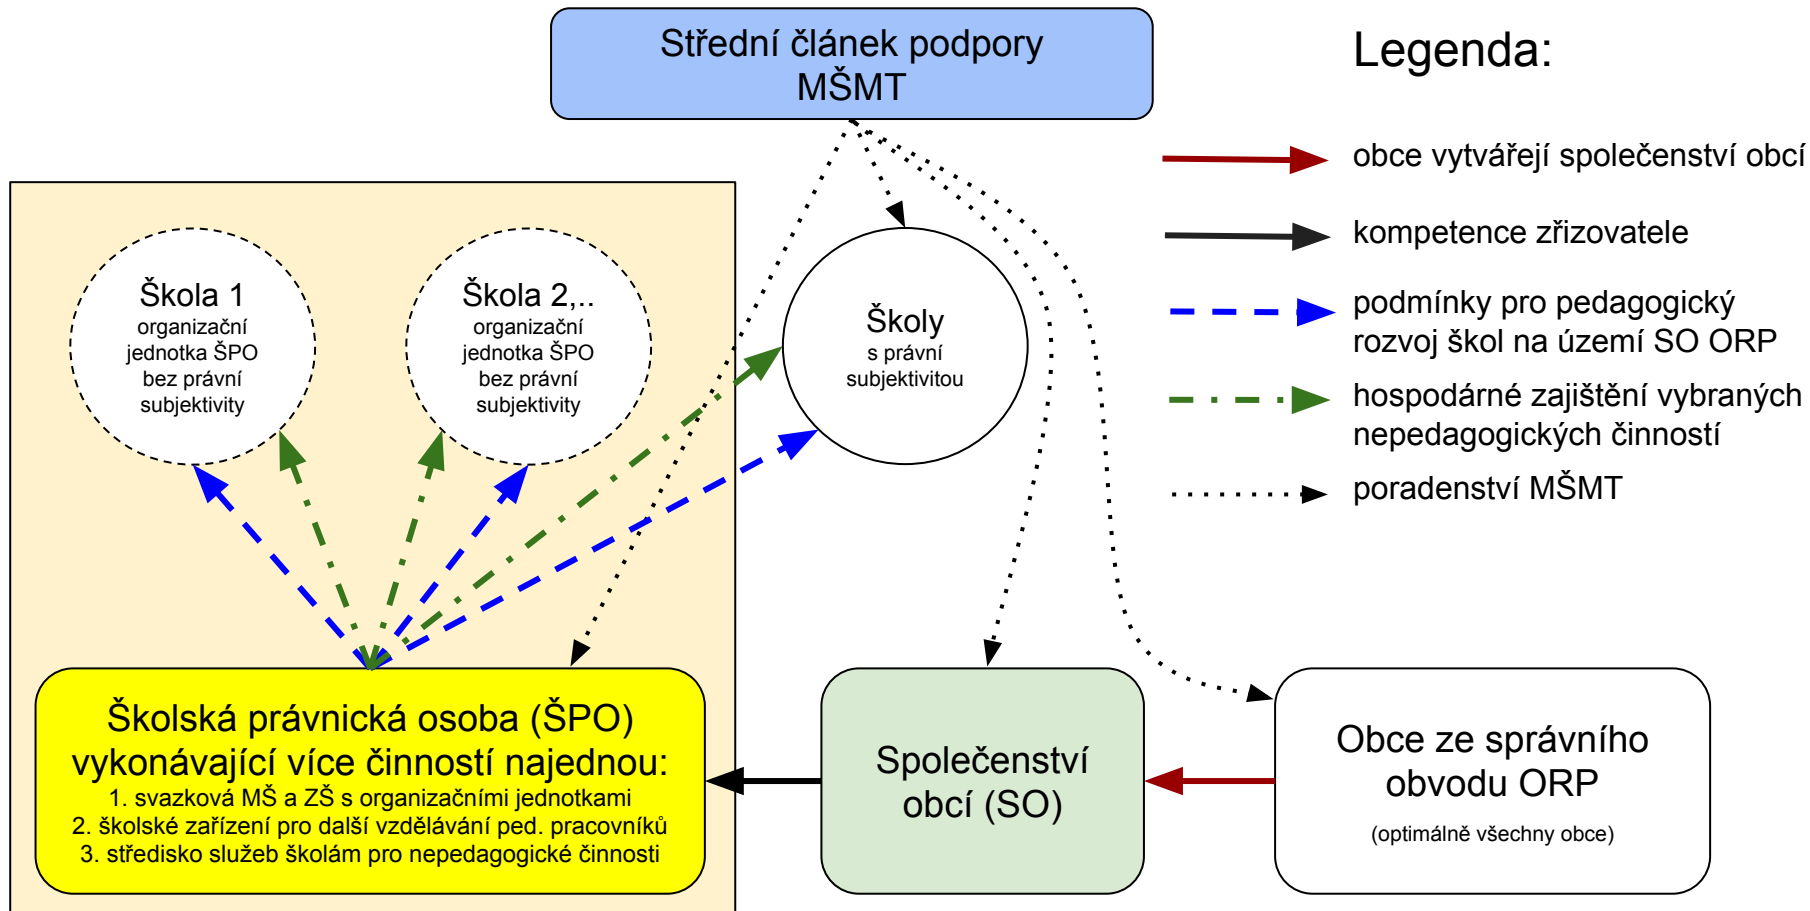 Střední článek podpory
MŠMT
Legenda:
obce vytvářejí společenství obcí
kompetence zřizovatele
podmínky pro pedagogický
rozvoj škol na území SO ORP
hospodárné zajištění vybraných
nepedagogických činností
poradenství MŠMT
Škola 1
organizační
jednotka ŠPO
bez právní
subjektivity
Škola 2,..
organizační
jednotka ŠPO
bez právní
subjektivity
Školy
s právní
subjektivitou
Školská právnická osoba (ŠPO)
vykonávající více činností najednou:
1. svazková MŠ a ZŠ s organizačními jednotkami
2. školské zařízení pro další vzdělávání ped. pracovníků
3. středisko služeb školám pro nepedagogické činnosti
Společenství
obcí (SO)
Obce ze správního
obvodu ORP
(optimálně všechny obce)